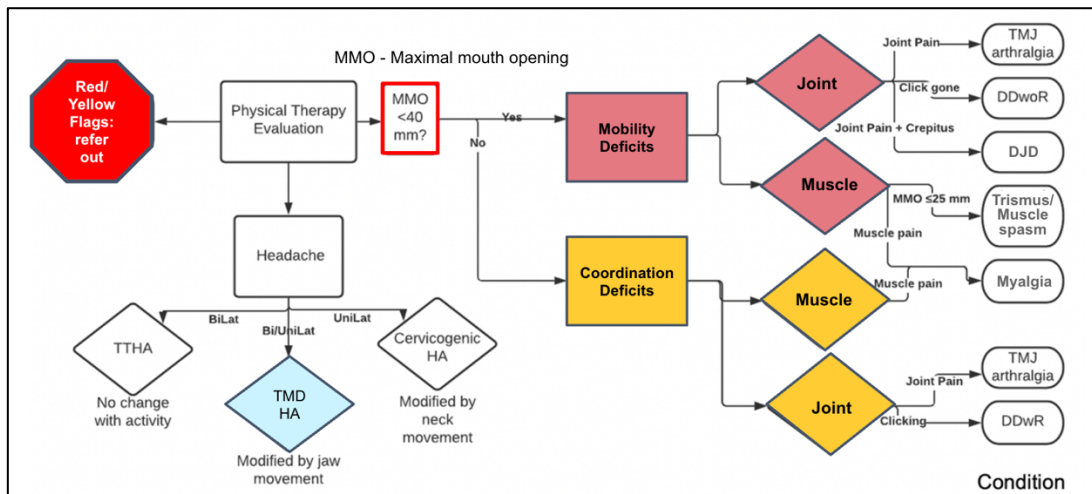 MMO - Maximal mouth opening
Red/
Yellow
Flags:
refer
out
Physical Therapy
Evaluation
MMO
<40
mm?
Yes
No
Mobility
Deficits
Joint
Joint Pain
TMJ
arthralgia
Click gone
DDwoR
Joint Pain + Crepitus
DJD
Muscle
MMO ≤25 mm
Trismus/
Muscle
spasm
Muscle pain
Myalgia
Headache
Coordination
Deficits
Muscle
Muscle pain
BiLat
Bi/UniLat
UniLat
TTHA
No change
with activity
TMD
HA
Modified by jaw
movement
Cervicogenic
HA
Modified by
neck
movement
Joint
Joint Pain
TMJ
arthralgia
Clicking
DDwR
Condition